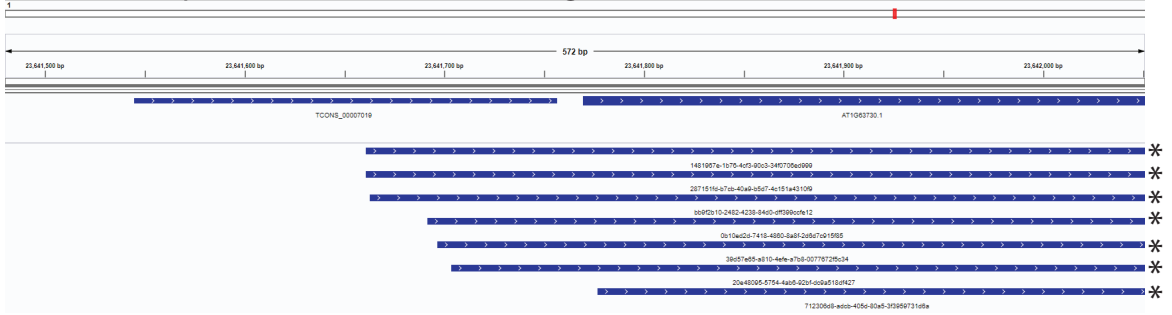 1
572 bp
23,641,500 bp 23,641,600 bp 23,641,700 bp 23,641,800 bp 23,641,900 bp 23,642,000 bp
TCONS_00007019 AT1G63730.1
*
1481967e-1b76-4cf3-90c3-34f0706ed999
*
287151fd-b7cb-40a9-b5d7-4c151a4310f9
*
bb9f2b10-2482-4238-84d0-dff399ccfe12
*
0b10ed2d-7418-4860-8a8f-2d6d7c915f85
*
39d57e65-a810-4efe-a7b8-0077672f5c34
*
20e48095-5754-4ab6-92bf-dc9a518df427
*
712306d8-adcb-405d-80a5-3f3959731d8a